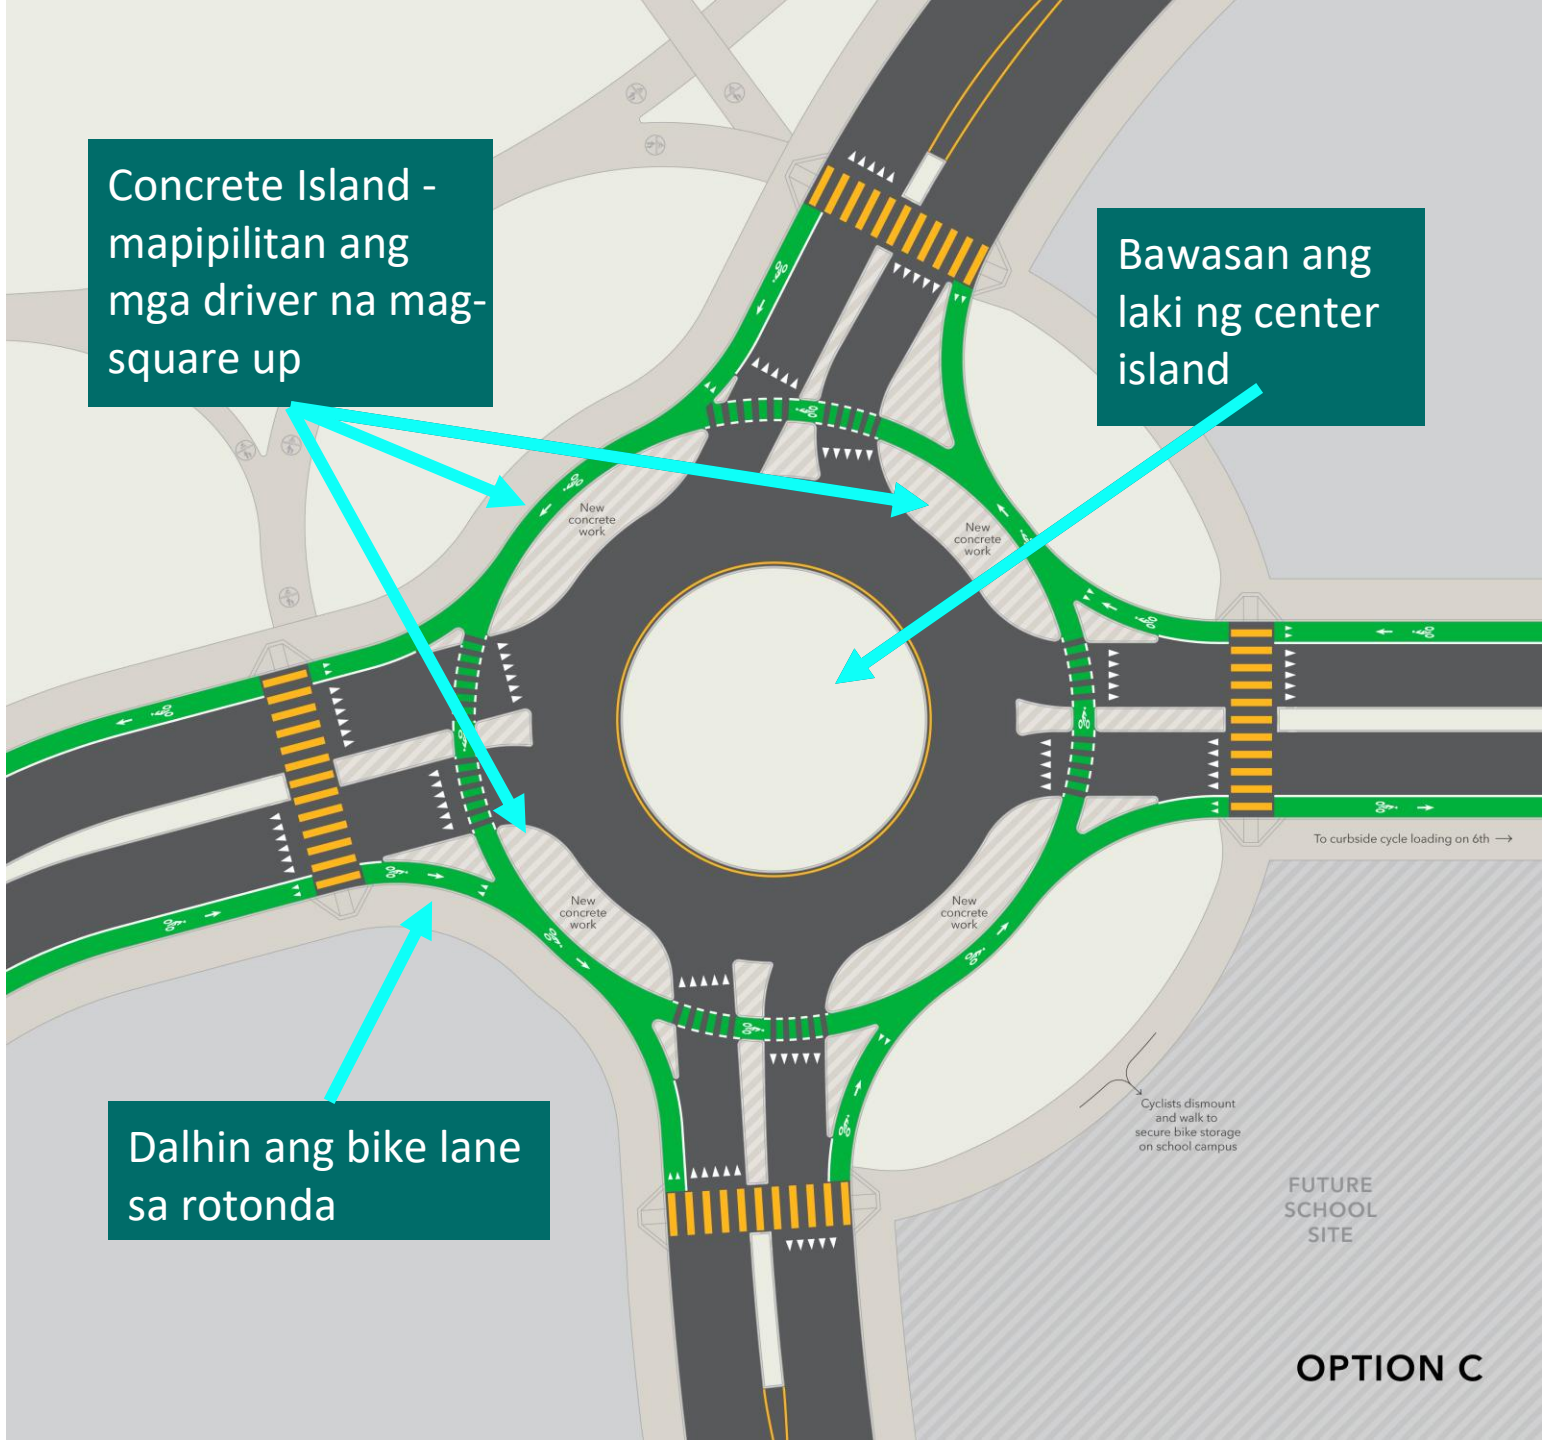 Concrete Island -
mapipilitan ang
mga driver na mag-
square up
Bawasan ang
laki ng center
island
New
concrete
work
New
concrete
work
To curbside cycle loading on 6th →
New
concrete
work
New
concrete
work
Cyclists dismount
and walk to
secure bike storage
on school campus
Dalhin ang bike lane
sa rotonda
FUTURE
SCHOOL
SITE
OPTION C